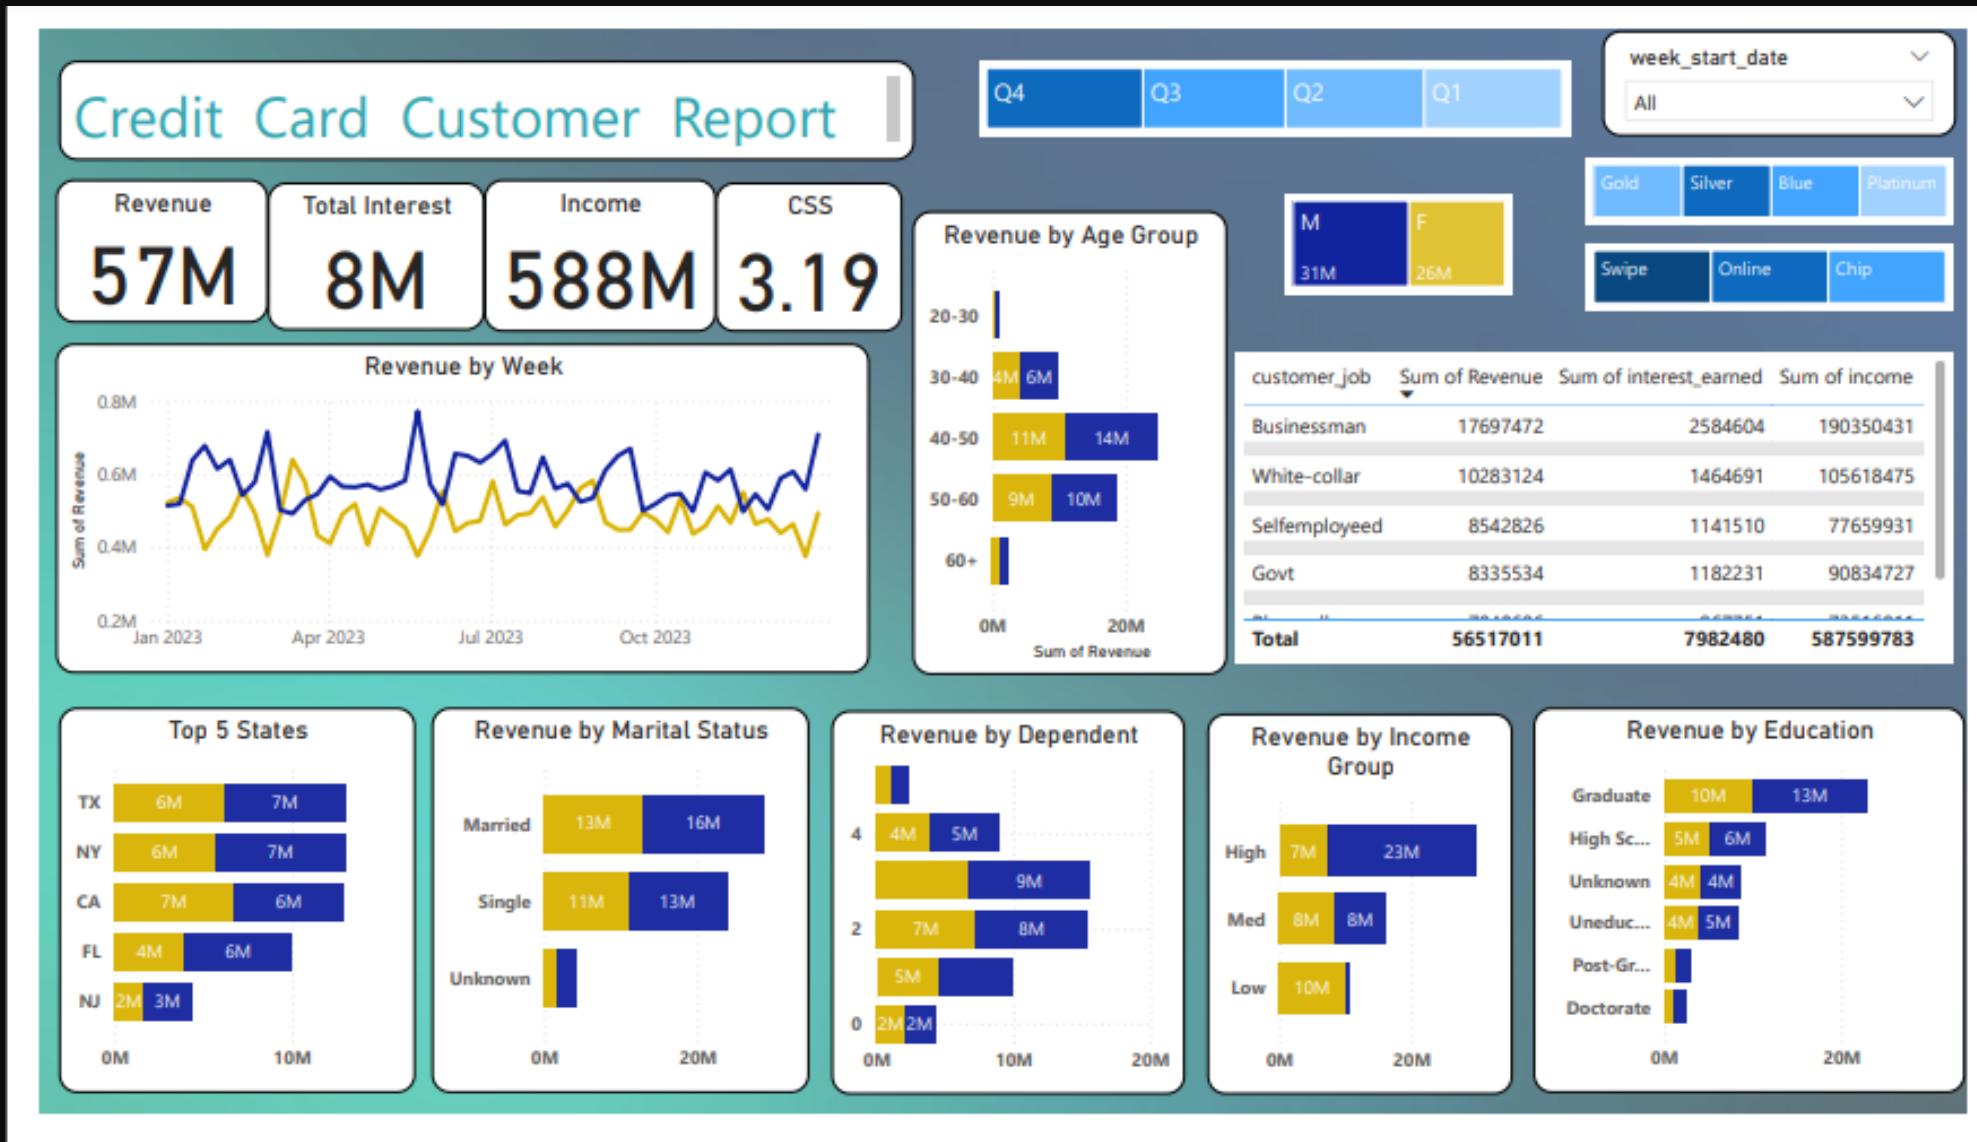 Credit Card Customer Report
Q4
Q3
Q2
Q1
week_start_date
All
Gold
Silver
Blue
Platinum
Swipe
Online
Chip
M
31M
F
26M
Revenue
57M
Total Interest
8M
Income
588M
CSS
3.19
Revenue by Week
Sum of Revenue
0.8M
0.6M
0.4M
0.2M
Jan 2023
Apr 2023
Jul 2023
Oct 2023
Revenue by Age Group
20-30
30-40
4M
6M
40-50
11M
14M
50-60
9M
10M
60+
0M
20M
Sum of Revenue
customer_job Sum of Revenue Sum of interest_earned Sum of income
Businessman 17697472 2584604 190350431
White-collar 10283124 1464691 105618475
Selfemployeed 8542826 1141510 77659931
Govt 8335534 1182231 90834727
Total 56517011 7982480 587599783
Top 5 States
TX
6M
7M
NY
6M
7M
CA
7M
6M
FL
4M
6M
NJ
2M
3M
0M
10M
Revenue by Marital Status
Married
13M
16M
Single
11M
13M
Unknown
0M
20M
Revenue by Dependent
4
4M
5M
9M
2
7M
8M
5M
0
2M
2M
0M
10M
20M
Revenue by Income
Group
High
7M
23M
Med
8M
8M
Low
10M
0M
20M
Revenue by Education
Graduate
10M
13M
High Sc...
5M
6M
Unknown
4M
4M
Uneduc...
4M
5M
Post-Gr...
Doctorate
0M
20M